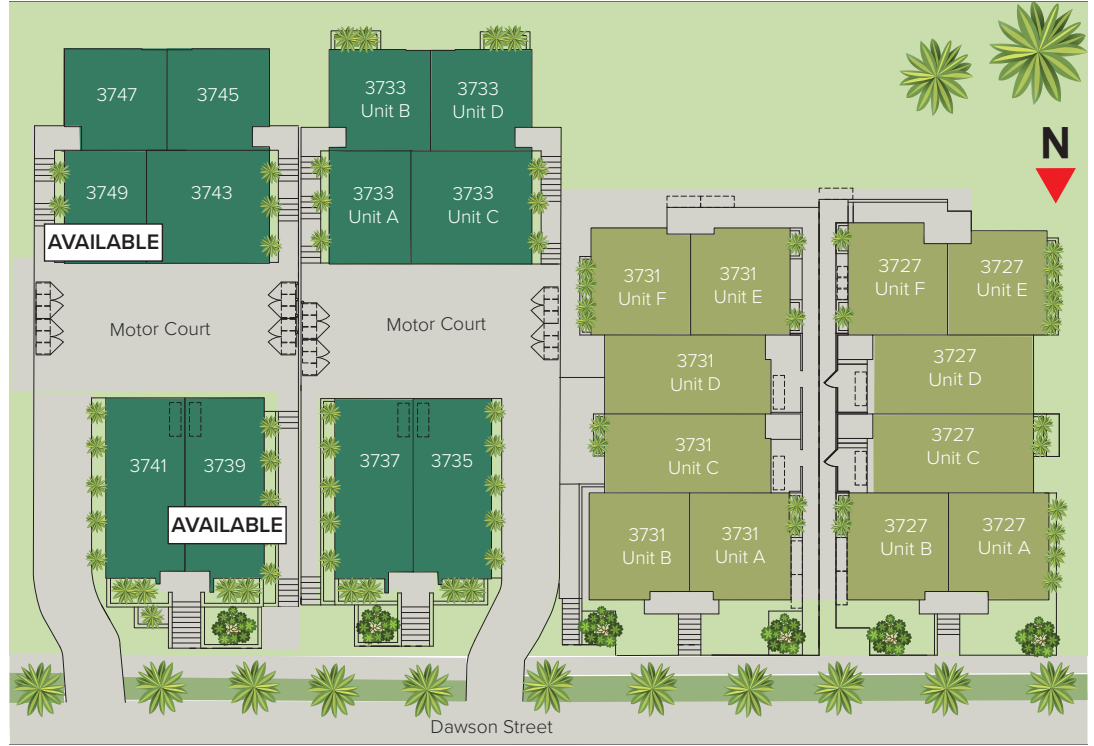 3747
3745
3733
Unit B
3733
Unit D
N
3749
3743
3733
Unit A
3733
Unit C
AVAILABLE
3731
Unit F
3731
Unit E
3727
Unit F
3727
Unit E
Motor Court
Motor Court
3731
Unit D
3727
Unit D
3741
3739
3737
3735
3731
Unit C
3727
Unit C
AVAILABLE
3731
Unit B
3731
Unit A
3727
Unit B
3727
Unit A
Dawson Street